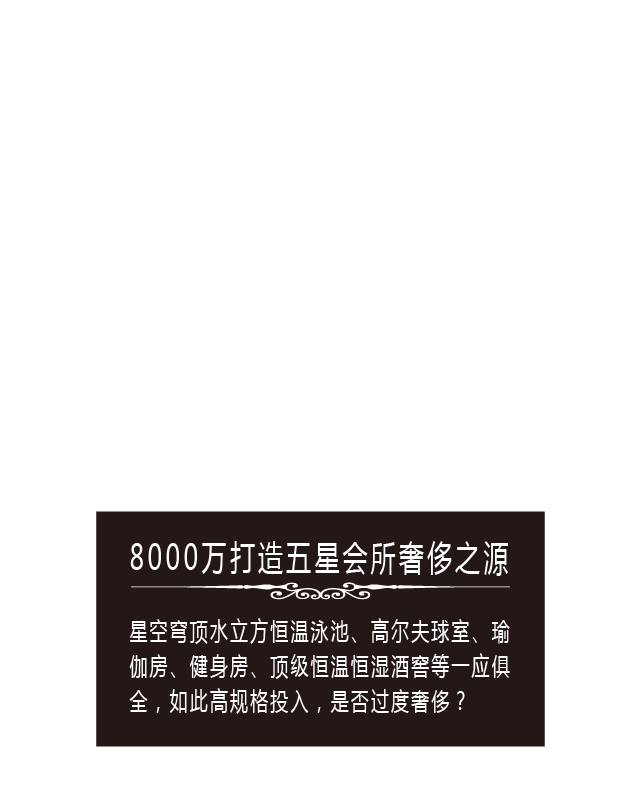 8000万打造五星会所奢侈之源
星空穹顶水立方恒温泳池、高尔夫球室、瑜
伽房、健身房、顶级恒温恒湿酒窖等一应俱
全，如此高规格投入，是否过度奢侈？